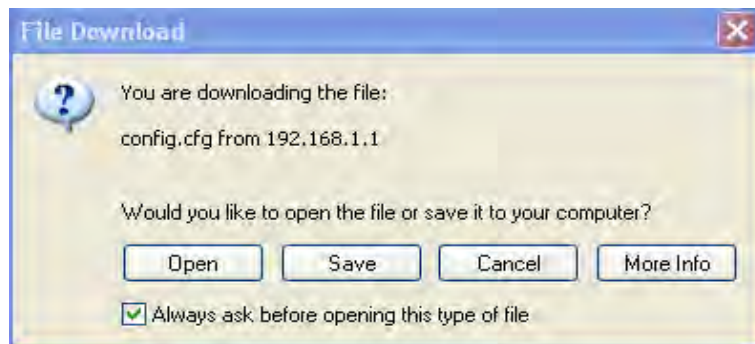 File Download
You are downloading the file:
config.cfg from 192.168.1.1
Would you like to open the file or save it to your computer?
Open Save Cancel More Info
Always ask before opening this type of file